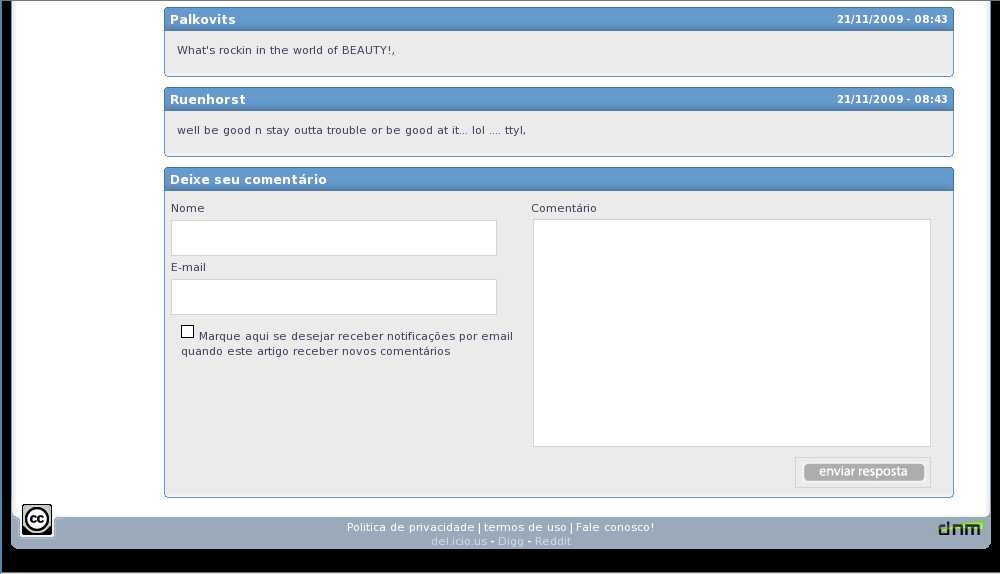 Palkovits 21/11/2009 - 08:43
What's rockin in the world of BEAUTY!,
Ruenhorst 21/11/2009 - 08:43
well be good n stay outta trouble or be good at it... lol .... ttyl,
Deixe seu comentário
Nome
Comentário
E-mail
Marque aqui se desejar receber notificações por email
quando este artigo receber novos comentários
enviar resposta
cc
Politica de privacidade | termos de uso | Fale conosco!
del.icio.us - Digg - Reddit
dnm